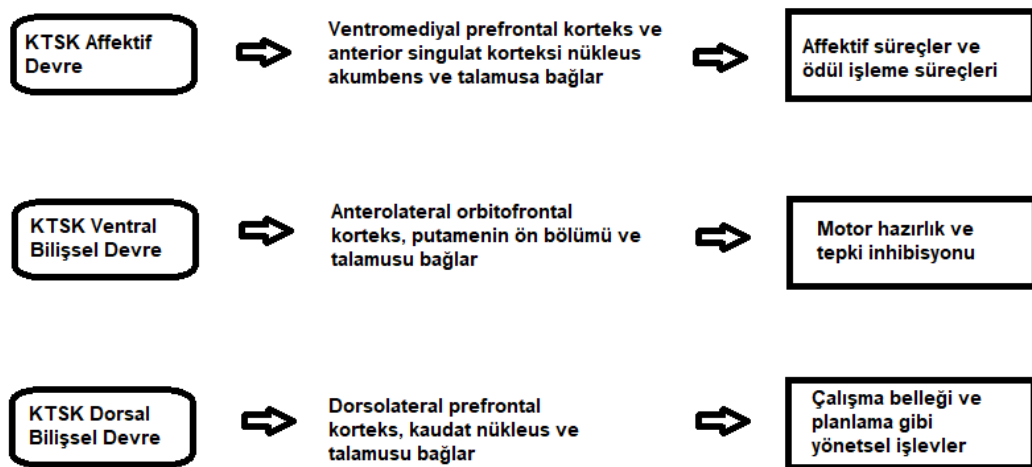 KTSK Affektif
Devre
Ventromediyal prefrontal korteks ve
anterior singulat korteksi nükleus
akumbens ve talamusa bağlar
Affektif süreçler ve
ödül işleme süreçleri
KTSK Ventral
Bilişsel Devre
Anterolateral orbitofrontal
korteks, putamenin ön bölümü ve
talamusu bağlar
Motor hazırlık ve
tepki inhibisyonu
KTSK Dorsal
Bilişsel Devre
Dorsolateral prefrontal
korteks, kaudat nükleus ve
talamusu bağlar
Çalışma belleği ve
planlama gibi
yönetsel işlevler